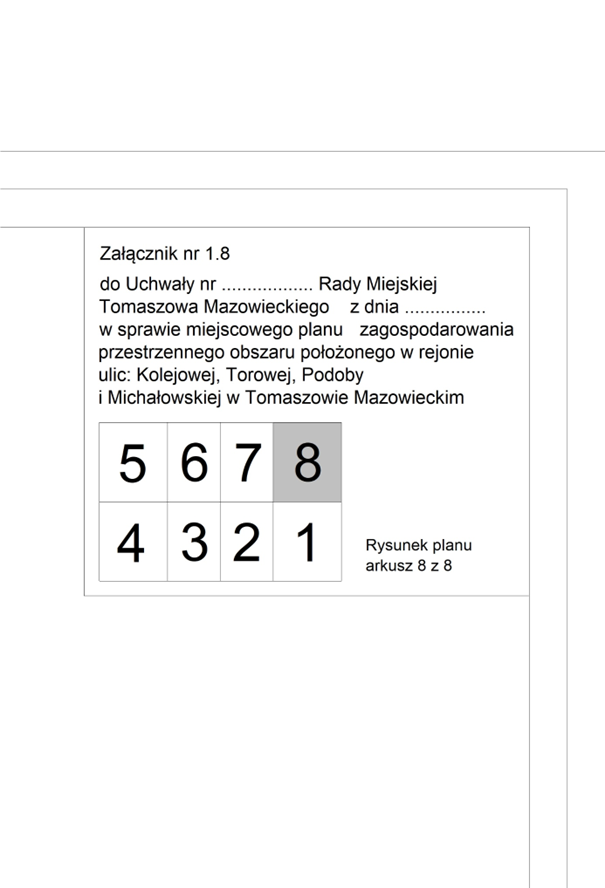 Załącznik nr 1.8
do Uchwały nr .................. Rady Miejskiej
Tomaszowa Mazowieckiego z dnia ................
w sprawie miejscowego planu zagospodarowania
przestrzennego obszaru położonego w rejonie
ulic: Kolejowej, Torowej, Podoby
i Michałowskiej w Tomaszowie Mazowieckim
5 6 7 8
4 3 2 1
Rysunek planu
arkusz 8 z 8